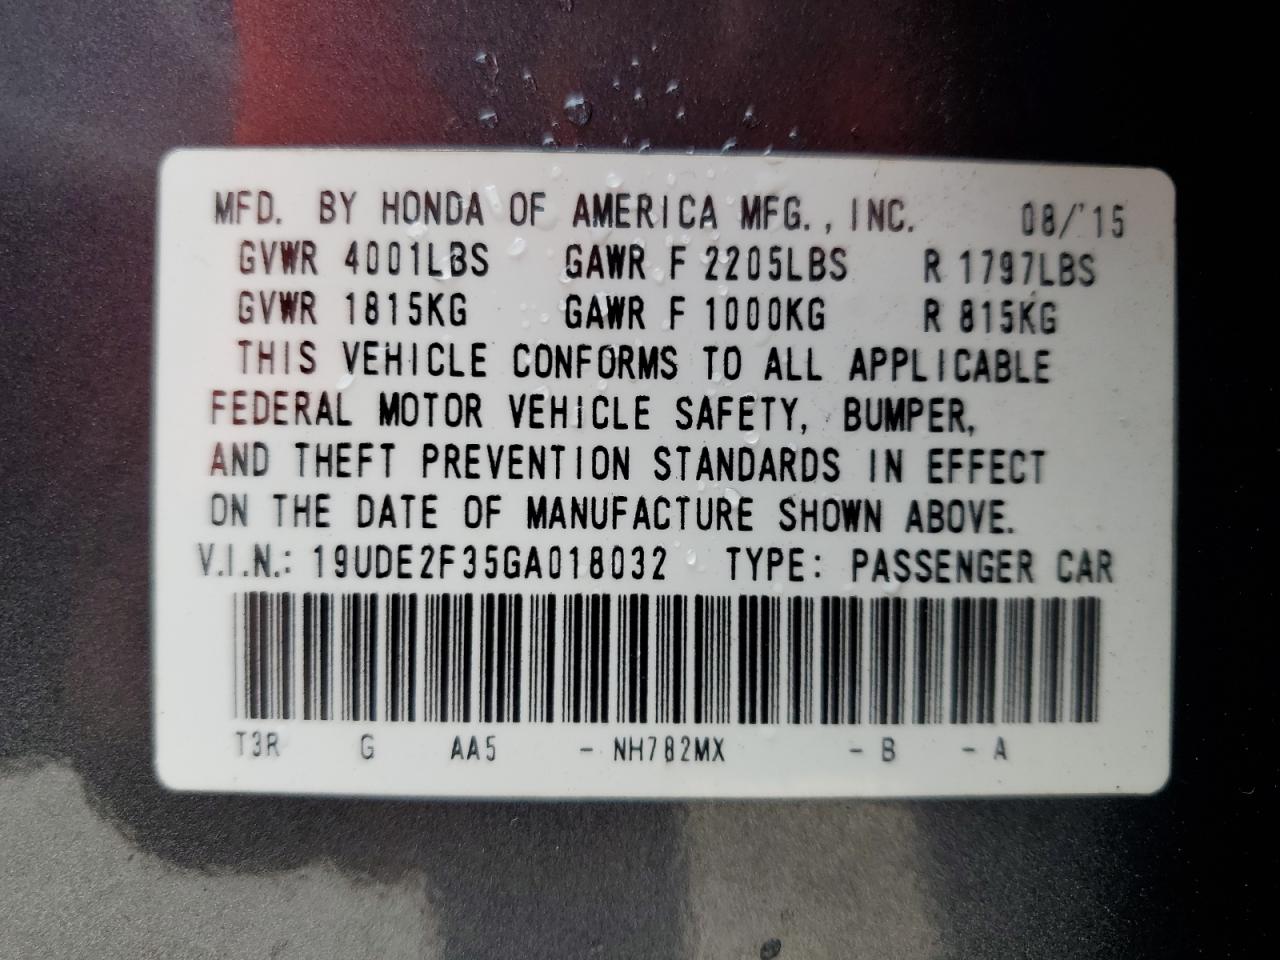 MFD. BY HONDA OF AMERICA MFG., INC. 08/'15
GVWR 4001LBS GAWR F 2205LBS R 1797LBS
GVWR 1815KG GAWR F 1000KG R 815KG
THIS VEHICLE CONFORMS TO ALL APPLICABLE
FEDERAL MOTOR VEHICLE SAFETY, BUMPER,
AND THEFT PREVENTION STANDARDS IN EFFECT
ON THE DATE OF MANUFACTURE SHOWN ABOVE.
V.I.N.: 19UDE2F35GA018032 TYPE: PASSENGER CAR
T3R G AA5 - NH782MX - B - A